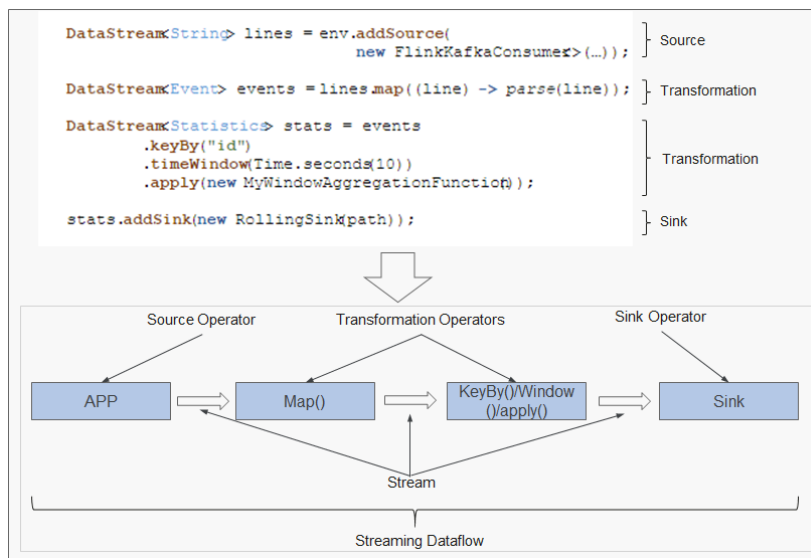 DataStream<String> lines = env.addSource(
new FlinkKafkaConsumer<>(…));
Source
DataStream<Event> events = lines.map((line) -> parse(line));
Transformation
DataStream<Statistics> stats = events
.keyBy("id")
.timeWindow(Time.seconds(10))
.apply(new MyWindowAggregationFunction());
Transformation
stats.addSink(new RollingSink(path));
Sink
Source Operator
Transformation Operators
Sink Operator
APP
Map()
KeyBy()/Window
()/apply()
Sink
Stream
Streaming Dataflow